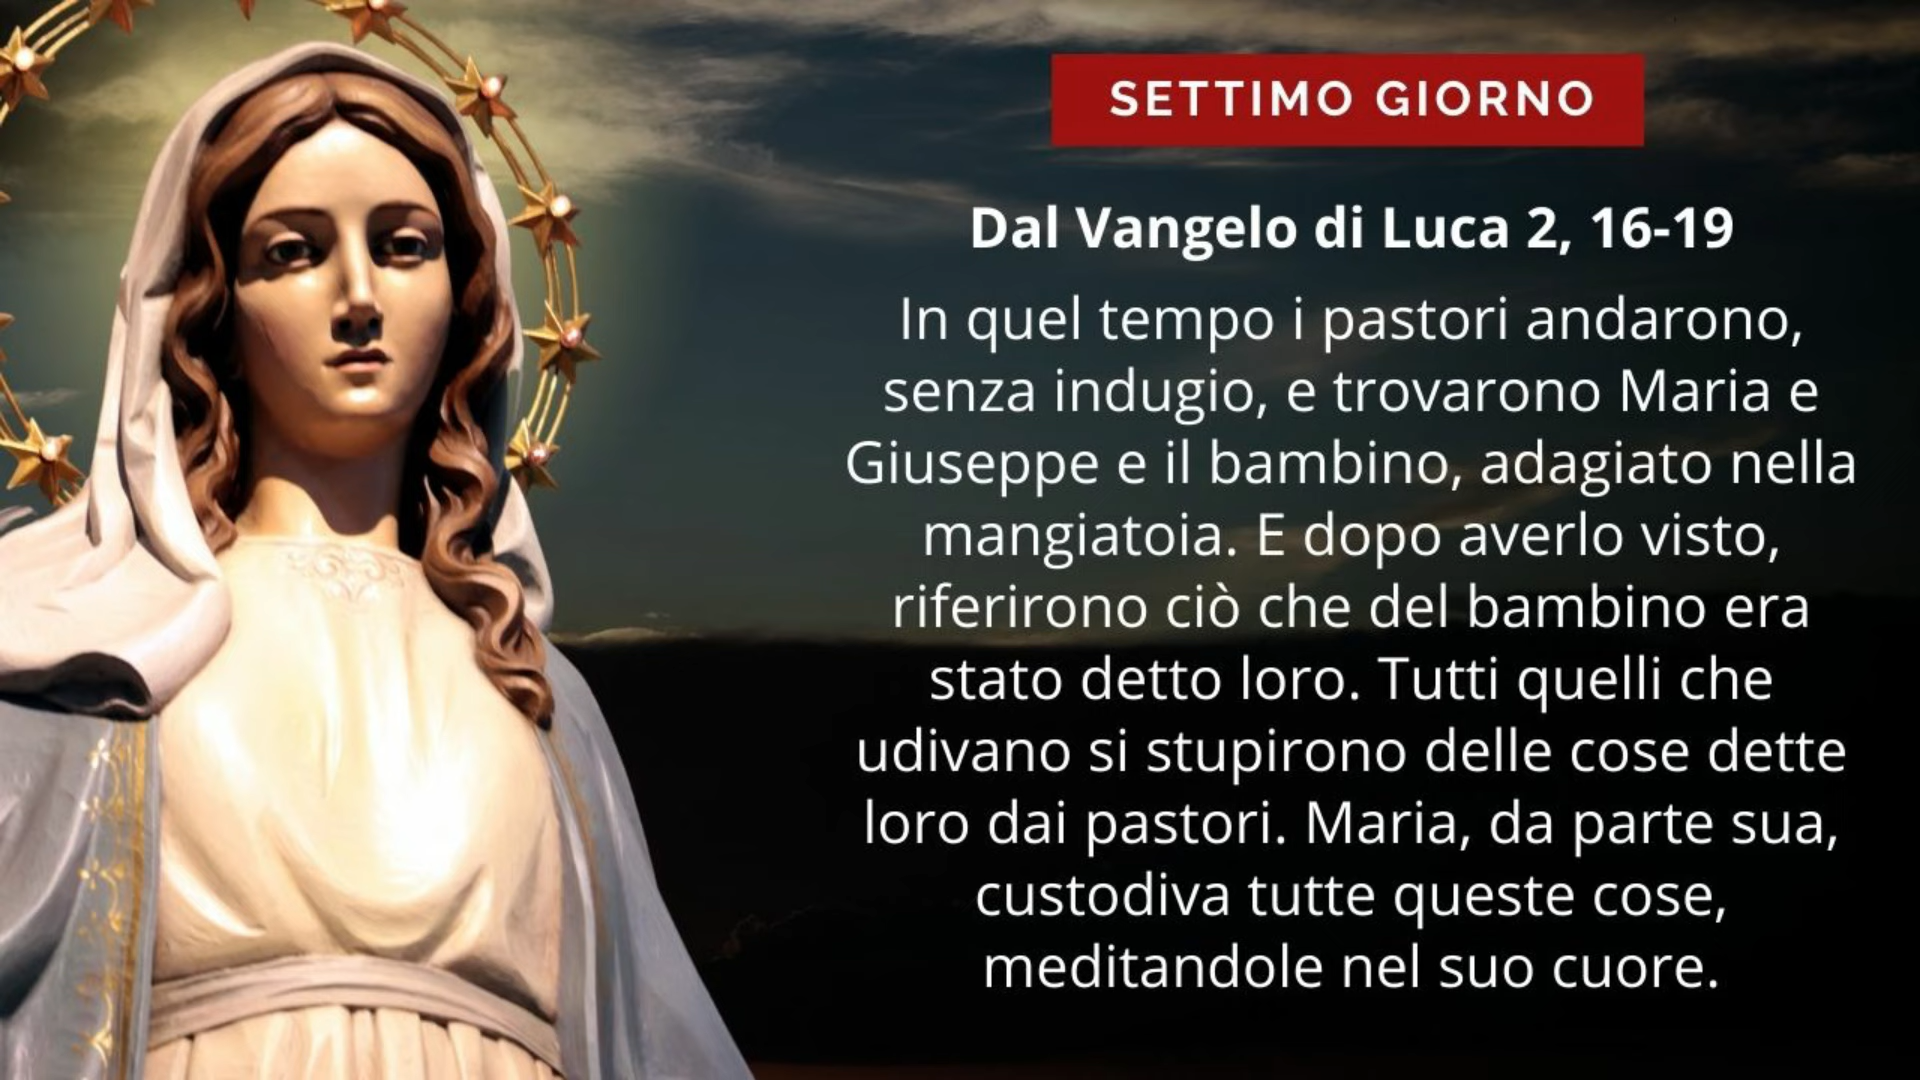 SETTIMO GIORNO
Dal Vangelo di Luca 2, 16-19
In quel tempo i pastori andarono,
senza indugio, e trovarono Maria e
Giuseppe e il bambino, adagiato nella
mangiatoia. E dopo averlo visto,
riferirono ciò che del bambino era
stato detto loro. Tutti quelli che
udivano si stupirono delle cose dette
loro dai pastori. Maria, da parte sua,
custodiva tutte queste cose,
meditandole nel suo cuore.